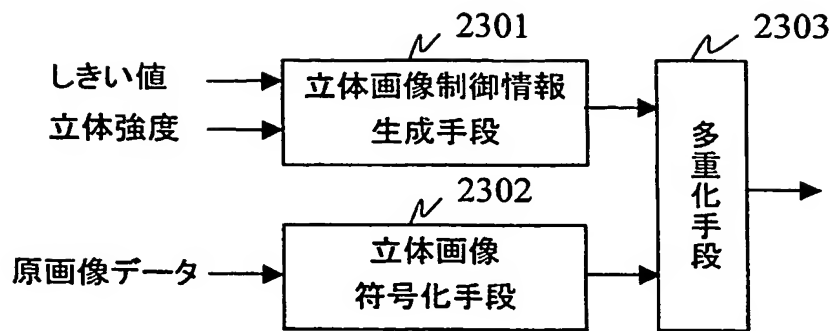 2301
2303
しきい値
立体強度
立体画像制御情報
生成手段
多重化手段
2302
原画像データ
立体画像
符号化手段